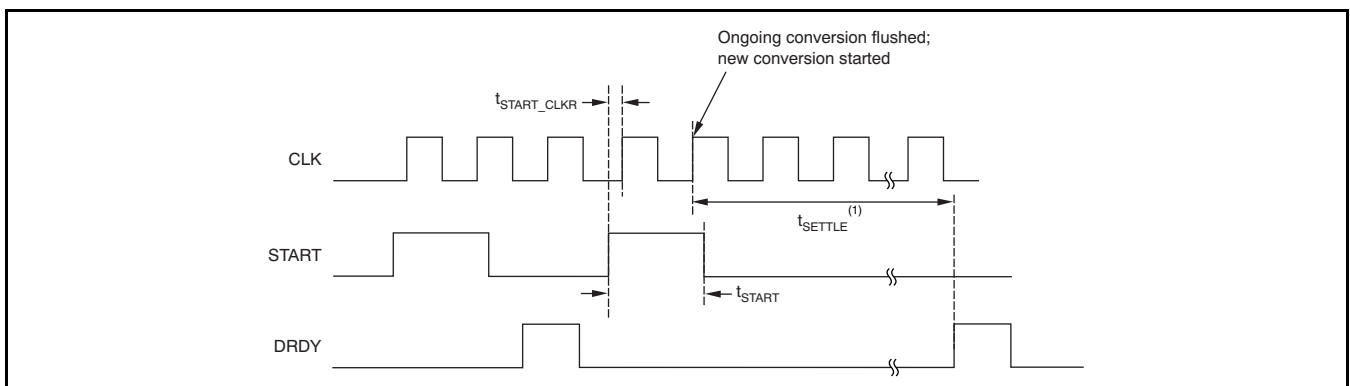 Ongoing conversion flushed;
new conversion started
tSTART_CLKR
CLK
tSETTLE(1)
START
tSTART
DRDY